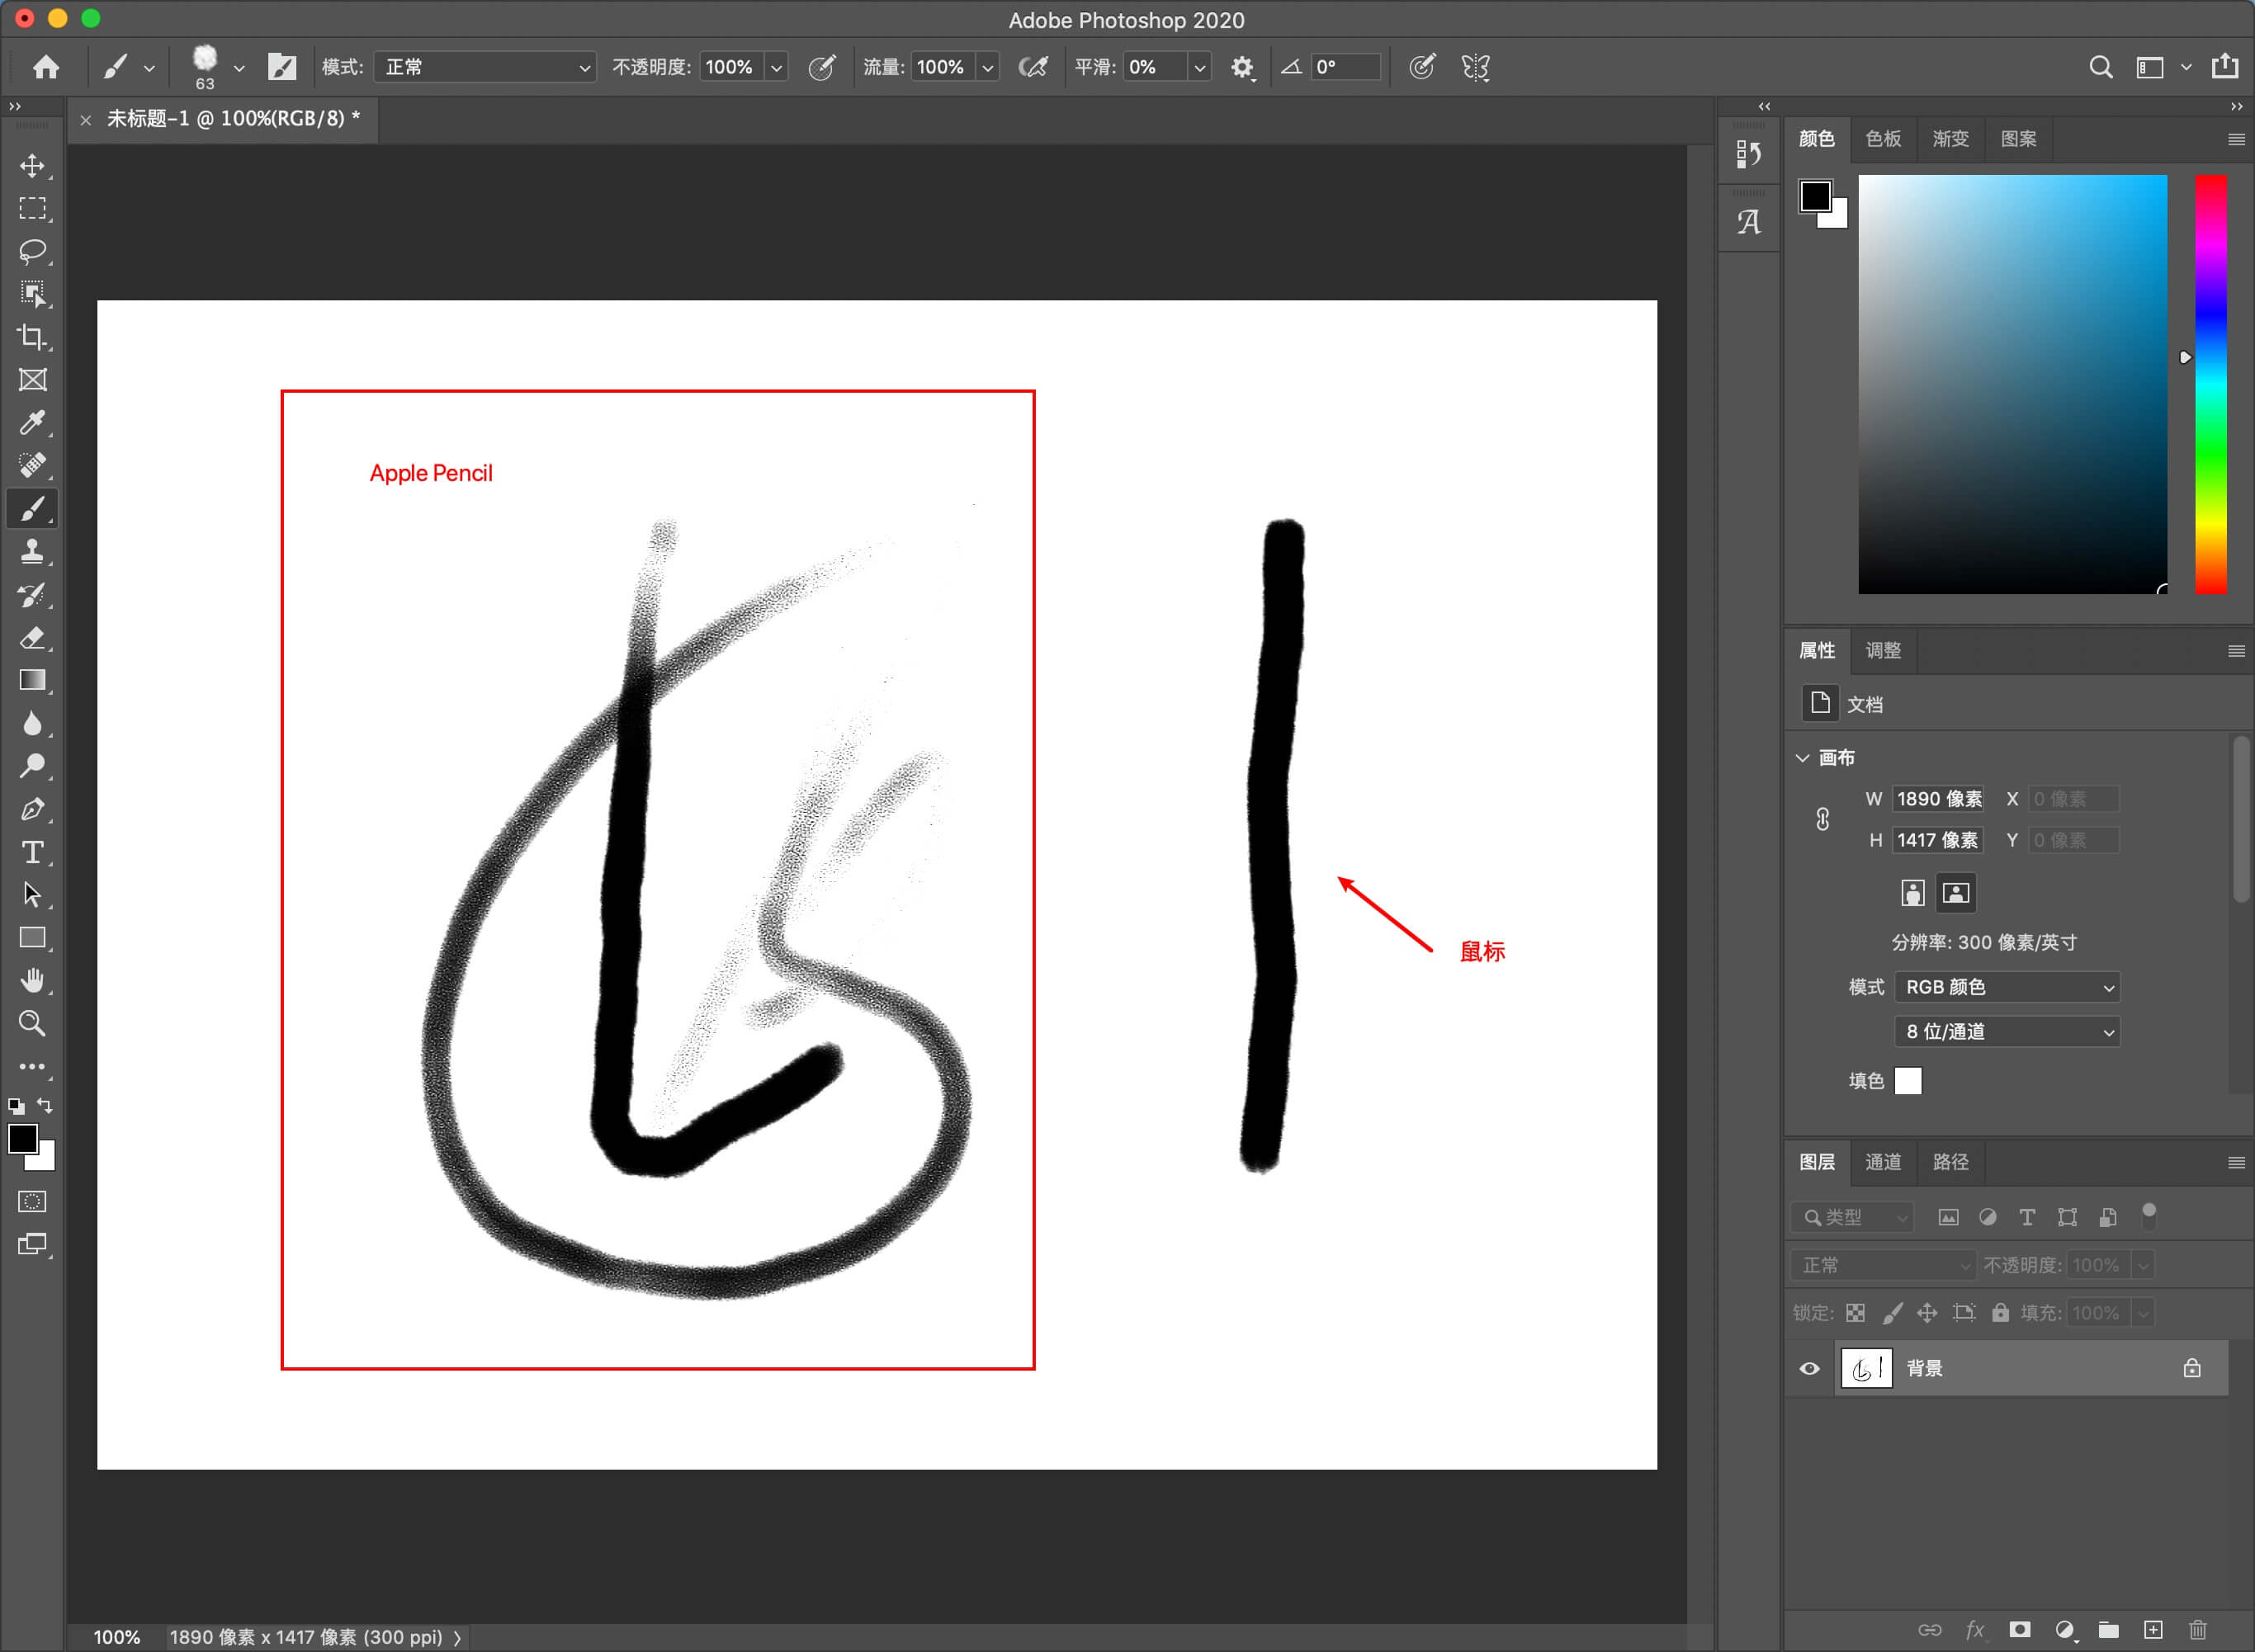 Adobe Photoshop 2020
63
模式: 正常 不透明度: 100% 流量: 100% 平滑: 0% 0°
未标题-1 @ 100%(RGB/8) *
颜色 色板 渐变 图案
Apple Pencil
鼠标
属性 调整
文档
画布
W 1890 像素 X 0 像素
H 1417 像素 Y 0 像素
分辨率: 300 像素/英寸
模式 RGB 颜色
8 位/通道
填色
图层 通道 路径
类型
正常 不透明度: 100%
锁定: 填充: 100%
背景
fx
100% 1890 像素 x 1417 像素 (300 ppi)